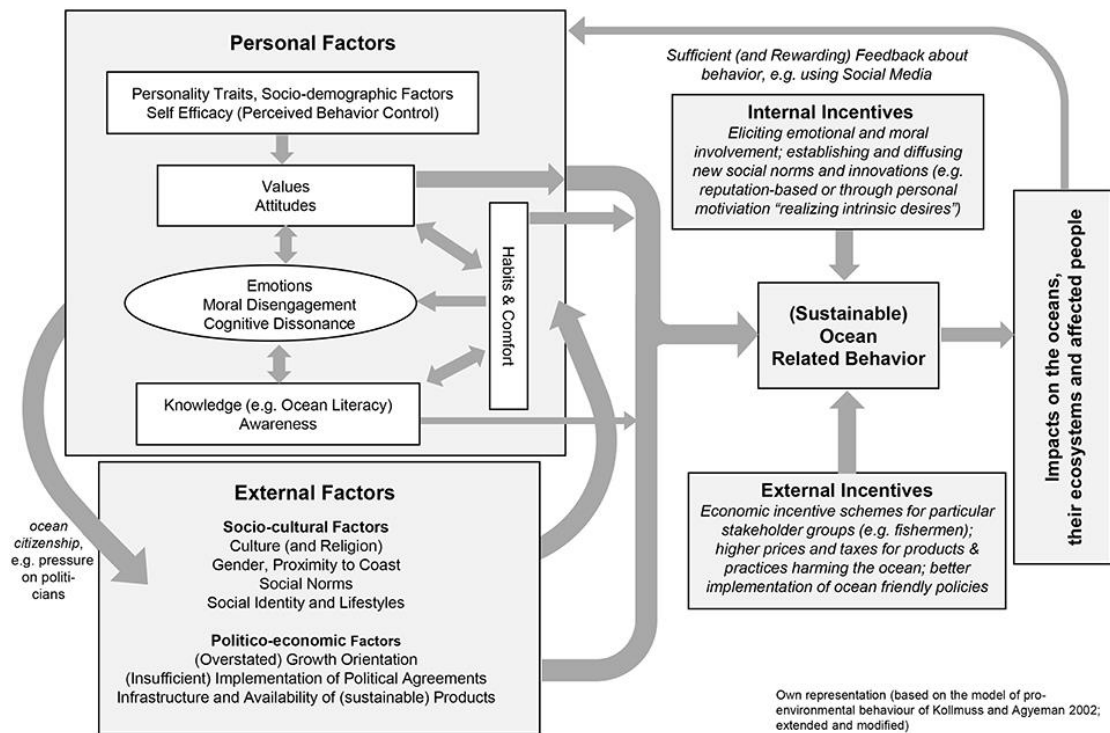 Personal Factors
Personality Traits, Socio-demographic Factors
Self Efficacy (Perceived Behavior Control)
Values
Attitudes
Emotions
Moral Disengagement
Cognitive Dissonance
Habits & Comfort
Knowledge (e.g. Ocean Literacy)
Awareness
ocean
citizenship,
e.g. pressure
on politi-
cians
External Factors
Socio-cultural Factors
Culture (and Religion)
Gender, Proximity to Coast
Social Norms
Social Identity and Lifestyles
Politico-economic Factors
(Overstated) Growth Orientation
(Insufficient) Implementation of Political Agreements
Infrastructure and Availability of (sustainable) Products
Sufficient (and Rewarding) Feedback about
behavior, e.g. using Social Media
Internal Incentives
Eliciting emotional and moral
involvement; establishing and diffusing
new social norms and innovations (e.g.
reputation-based or through personal
motiviation “realizing intrinsic desires”)
(Sustainable)
Ocean
Related Behavior
External Incentives
Economic incentive schemes for particular
stakeholder groups (e.g. fishermen);
higher prices and taxes for products &
practices harming the ocean; better
implementation of ocean friendly policies
Impacts on the oceans,
their ecosystems and affected people
Own representation (based on the model of pro-
environmental behaviour of Kollmuss and Agyeman 2002;
extended and modified)